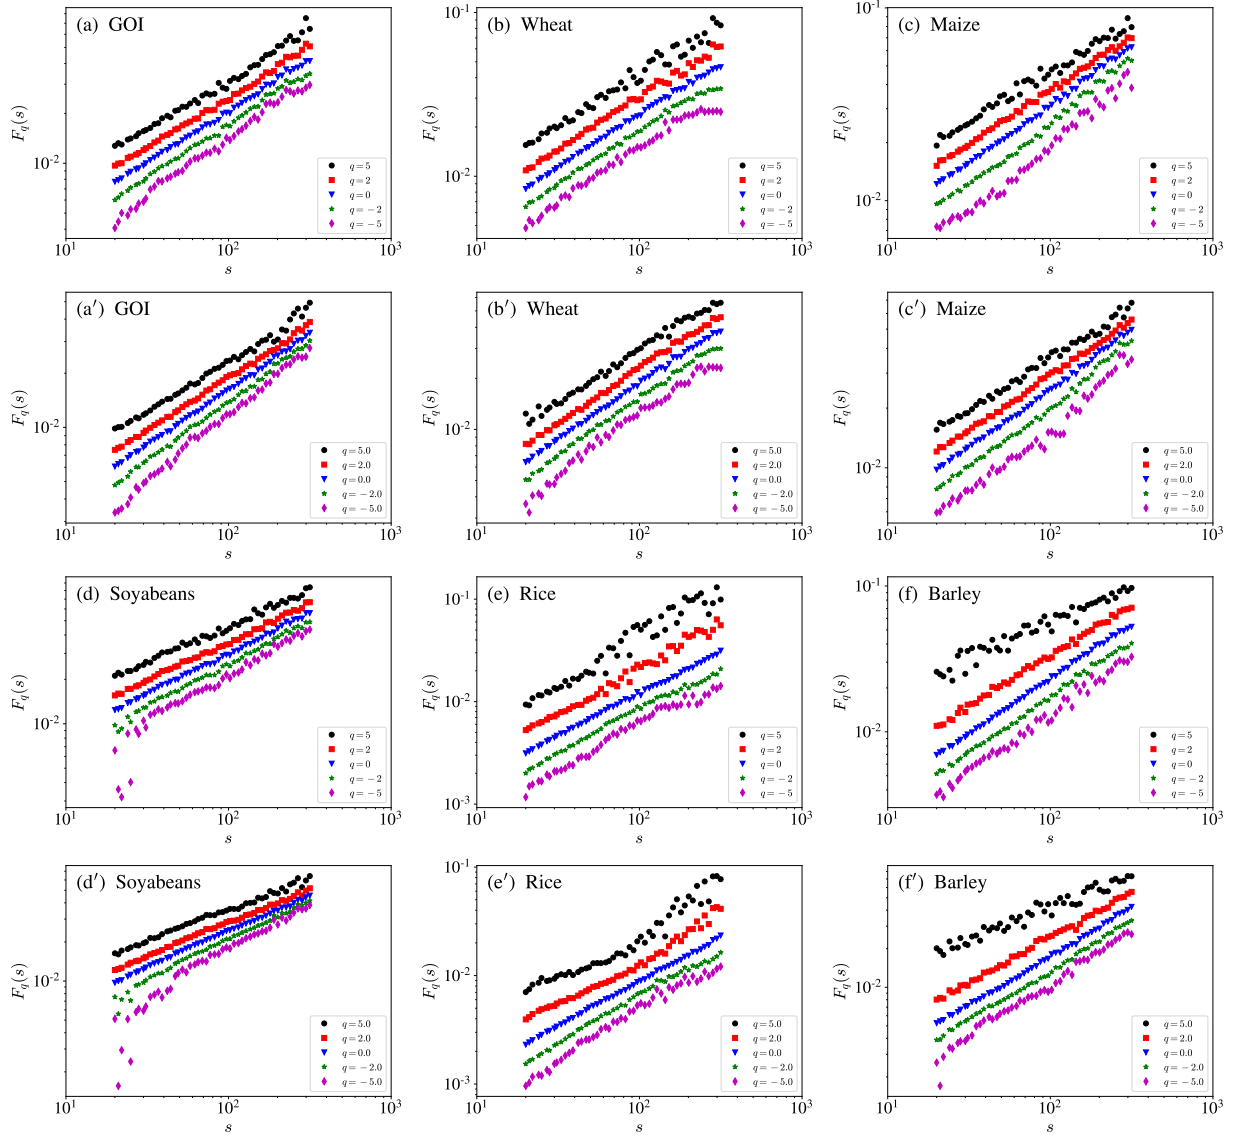 (a) GOI
F_q(s)
10^{-2}
q = 5
q = 2
q = 0
q = −2
q = −5
10^1 10^2 10^3
s
(b) Wheat
F_q(s)
10^{-1}
10^{-2}
q = 5
q = 2
q = 0
q = −2
q = −5
10^1 10^2 10^3
s
(c) Maize
F_q(s)
10^{-1}
10^{-2}
q = 5
q = 2
q = 0
q = −2
q = −5
10^1 10^2 10^3
s
(a′) GOI
F_q(s)
10^{-2}
q = 5.0
q = 2.0
q = 0.0
q = −2.0
q = −5.0
10^1 10^2 10^3
s
(b′) Wheat
F_q(s)
10^{-2}
q = 5.0
q = 2.0
q = 0.0
q = −2.0
q = −5.0
10^1 10^2 10^3
s
(c′) Maize
F_q(s)
10^{-2}
q = 5.0
q = 2.0
q = 0.0
q = −2.0
q = −5.0
10^1 10^2 10^3
s
(d) Soyabeans
F_q(s)
10^{-2}
q = 5
q = 2
q = 0
q = −2
q = −5
10^1 10^2 10^3
s
(e) Rice
F_q(s)
10^{-1}
10^{-2}
10^{-3}
q = 5
q = 2
q = 0
q = −2
q = −5
10^1 10^2 10^3
s
(f) Barley
F_q(s)
10^{-1}
10^{-2}
q = 5
q = 2
q = 0
q = −2
q = −5
10^1 10^2 10^3
s
(d′) Soyabeans
F_q(s)
10^{-2}
q = 5.0
q = 2.0
q = 0.0
q = −2.0
q = −5.0
10^1 10^2 10^3
s
(e′) Rice
F_q(s)
10^{-1}
10^{-2}
10^{-3}
q = 5.0
q = 2.0
q = 0.0
q = −2.0
q = −5.0
10^1 10^2 10^3
s
(f′) Barley
F_q(s)
10^{-2}
q = 5.0
q = 2.0
q = 0.0
q = −2.0
q = −5.0
10^1 10^2 10^3
s